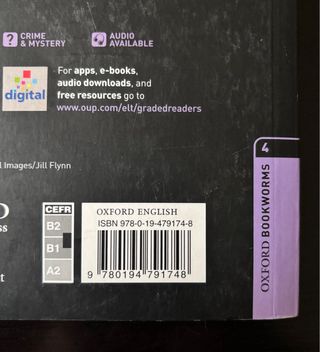 ? CRIME
& MYSTERY
AUDIO
AVAILABLE
digital
For apps, e-books,
audio downloads, and
free resources go to
www.oup.com/elt/gradedreaders
l Images/Jill Flynn
4
OXFORD BOOKWORMS
D
ss
t
CEFR
B2
B1
A2
OXFORD ENGLISH
ISBN 978-0-19-479174-8
9 780194 791748